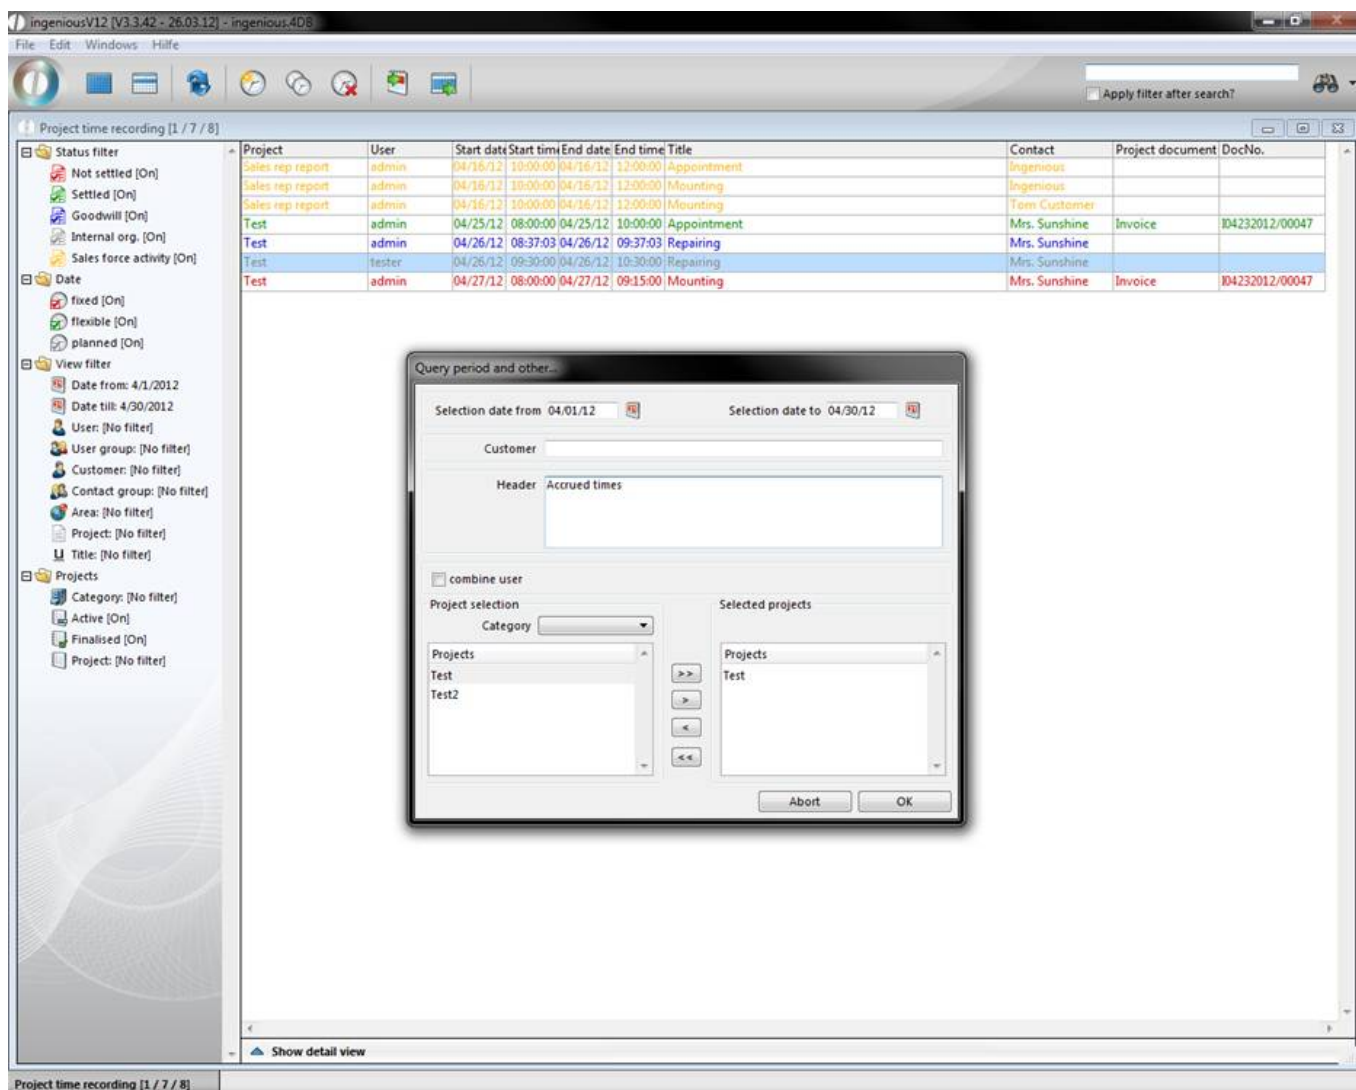 ingeniousV12 [V3.3.42 - 26.03.12] - ingenious.4DB
File Edit Windows Hilfe
Apply filter after search?
Project time recording [1 / 7 / 8]
Status filter
Not settled [On]
Settled [On]
Goodwill [On]
Internal org. [On]
Sales force activity [On]
Date
fixed [On]
flexible [On]
planned [On]
View filter
Date from: 4/1/2012
Date till: 4/30/2012
User: [No filter]
User group: [No filter]
Customer: [No filter]
Contact group: [No filter]
Area: [No filter]
Project: [No filter]
U Title: [No filter]
Projects
Category: [No filter]
Active [On]
Finalised [On]
Project: [No filter]
Project User Start date Start time End date End time Title Contact Project document DocNo.
Sales rep report admin 04/16/12 10:00:00 04/16/12 12:00:00 Appointment Ingenious
Sales rep report admin 04/16/12 10:00:00 04/16/12 12:00:00 Mounting Ingenious
Sales rep report admin 04/16/12 10:00:00 04/16/12 12:00:00 Mounting Tom Customer
Test admin 04/25/12 08:00:00 04/25/12 10:00:00 Appointment Mrs. Sunshine Invoice I04232012/00047
Test admin 04/26/12 08:37:03 04/26/12 09:37:03 Repairing Mrs. Sunshine
Test tester 04/26/12 09:30:00 04/26/12 10:30:00 Repairing Mrs. Sunshine
Test admin 04/27/12 08:00:00 04/27/12 09:15:00 Mounting Mrs. Sunshine Invoice I04232012/00047
Query period and other...
Selection date from 04/01/12 Selection date to 04/30/12
Customer
Header Accrued times
combine user
Project selection
Category
Projects
Test
Test2
>>
>
<
<<
Selected projects
Projects
Test
Abort OK
Show detail view
Project time recording [1 / 7 / 8]